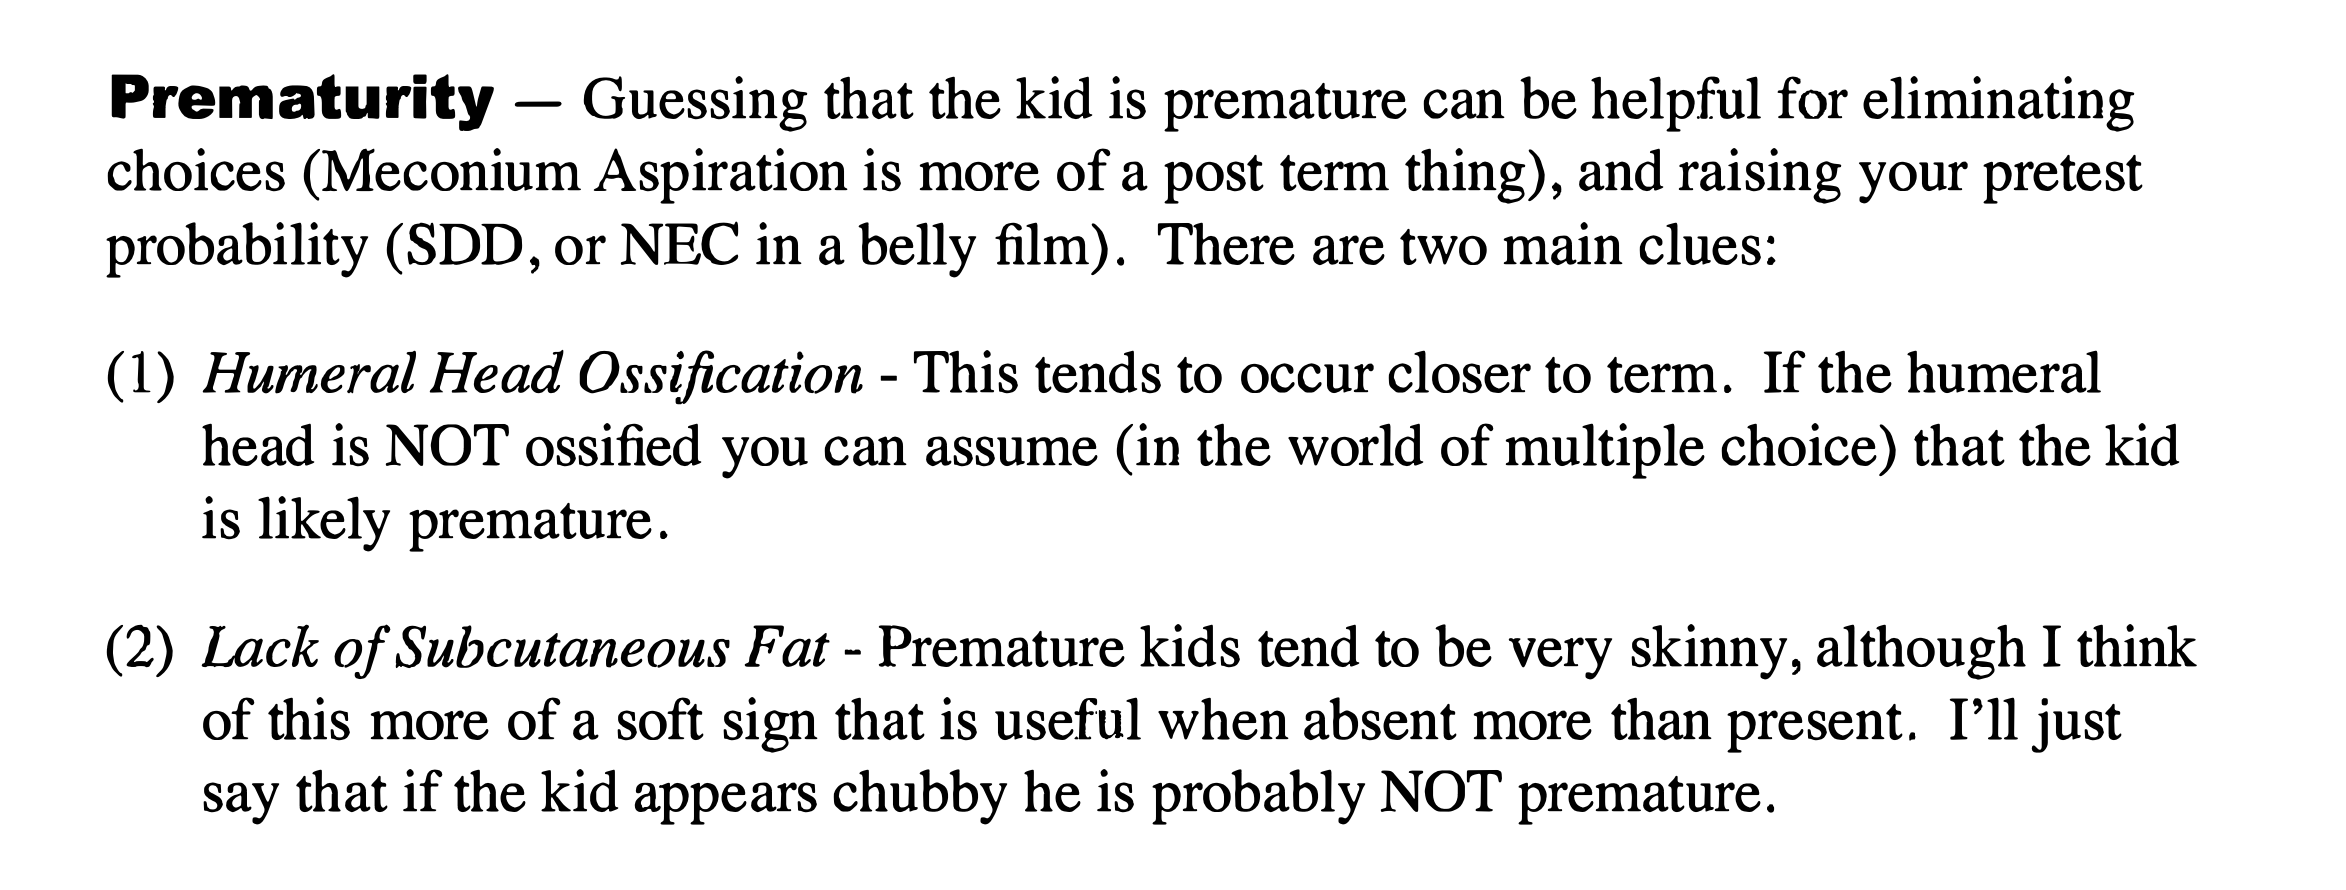 Prematurity — Guessing that the kid is premature can be helpful for eliminating
choices (Meconium Aspiration is more of a post term thing), and raising your pretest
probability (SDD, or NEC in a belly film). There are two main clues:
(1) Humeral Head Ossification - This tends to occur closer to term. If the humeral
head is NOT ossified you can assume (in the world of multiple choice) that the kid
is likely premature.
(2) Lack of Subcutaneous Fat - Premature kids tend to be very skinny, although I think
of this more of a soft sign that is useful when absent more than present. I’ll just
say that if the kid appears chubby he is probably NOT premature.